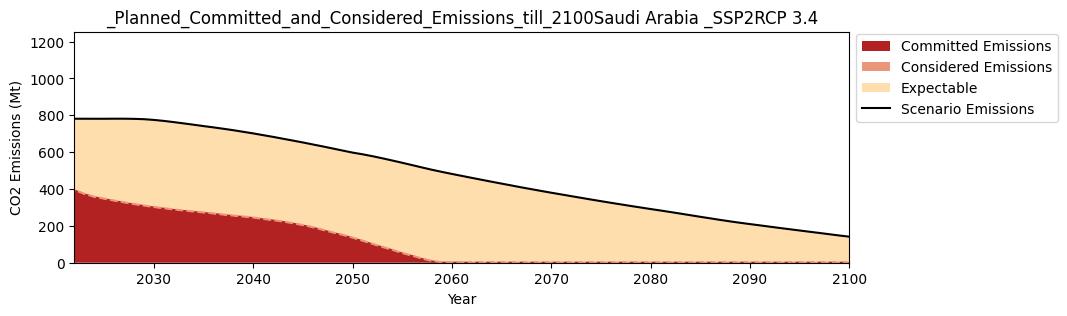 _Planned_Committed_and_Considered_Emissions_till_2100Saudi Arabia _SSP2RCP 3.4
1200
1000
800
600
400
200
0
CO2 Emissions (Mt)
2030 2040 2050 2060 2070 2080 2090 2100
Year
Committed Emissions
Considered Emissions
Expectable
Scenario Emissions